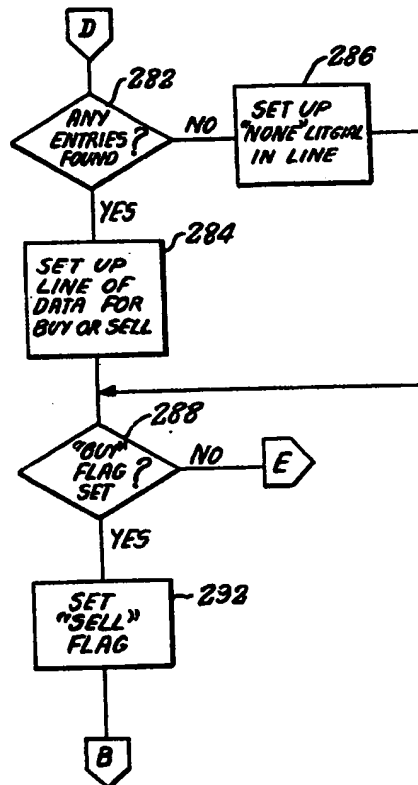 D
282
286
ANY
ENTRIES
FOUND
?
NO
SET UP
"NONE" LITGIAL
IN LINE
YES
284
SET UP
LINE OF
DATA FOR
BUY OR SELL
288
"BUY"
FLAG
SET
?
NO
E
YES
292
SET
"SELL"
FLAG
B